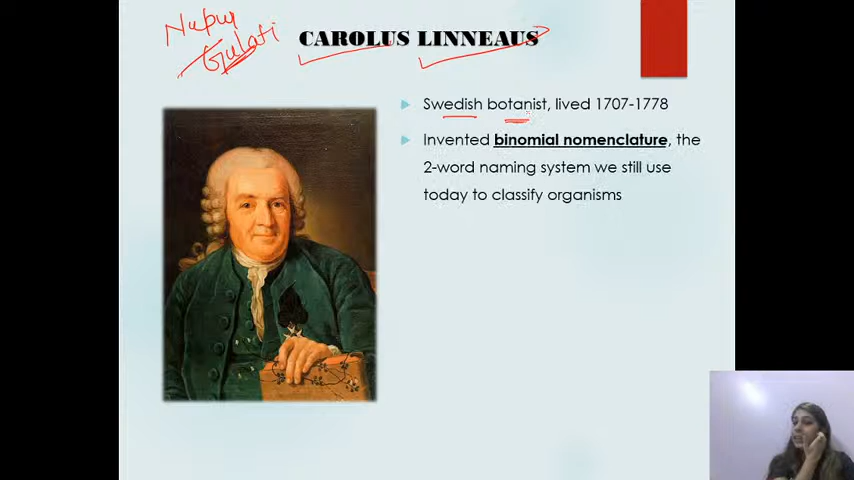 Nupur
Gulati
CAROLUS LINNEAUS
Swedish botanist, lived 1707-1778
Invented binomial nomenclature, the
2-word naming system we still use
today to classify organisms